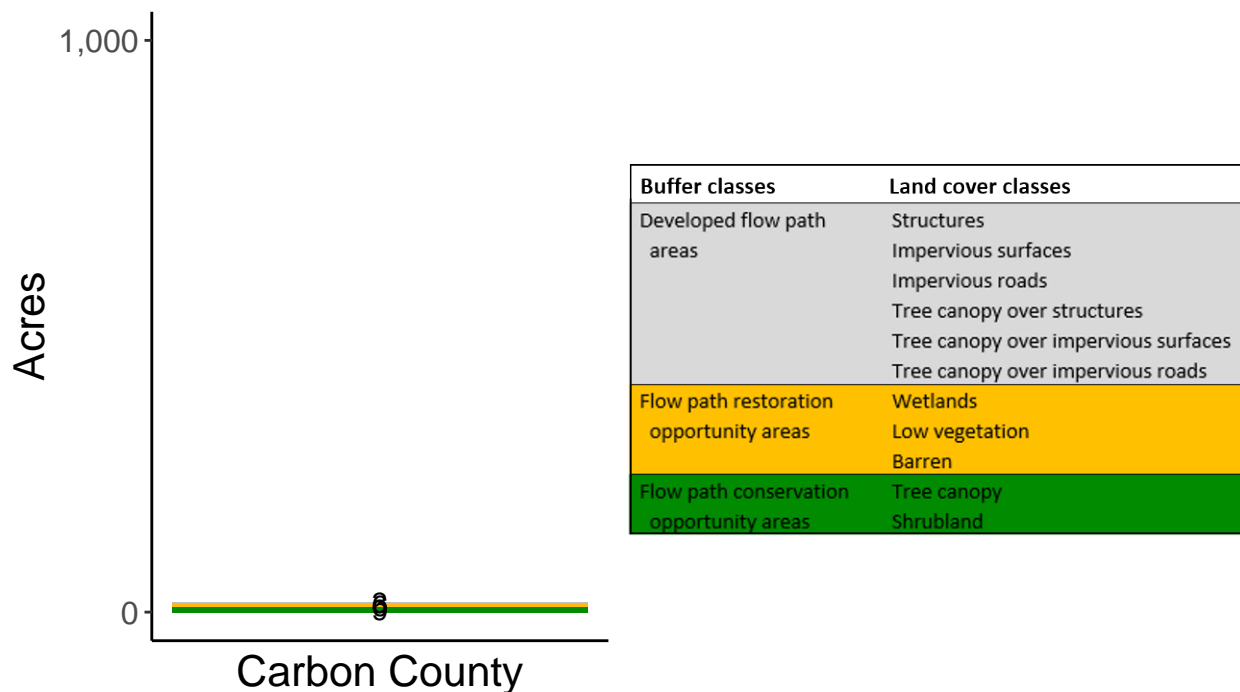 1,000
Acres
0
Carbon County
Buffer classes Land cover classes
Developed flow path Structures
areas Impervious surfaces
Impervious roads
Tree canopy over structures
Tree canopy over impervious surfaces
Tree canopy over impervious roads
Flow path restoration Wetlands
opportunity areas Low vegetation
Barren
Flow path conservation Tree canopy
opportunity areas Shrubland